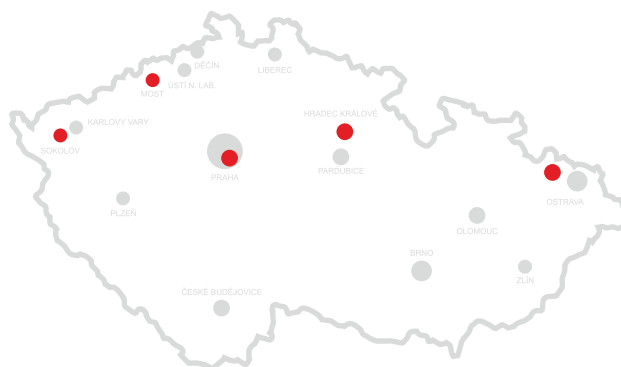 DĚČÍN
LIBEREC
ÚSTÍ N. LAB.
MOST
HRADEC KRÁLOVÉ
KARLOVY VARY
SOKOLOV
PARDUBICE
PRAHA
OSTRAVA
PLZEŇ
OLOMOUC
BRNO
ZLÍN
ČESKÉ BUDĚJOVICE